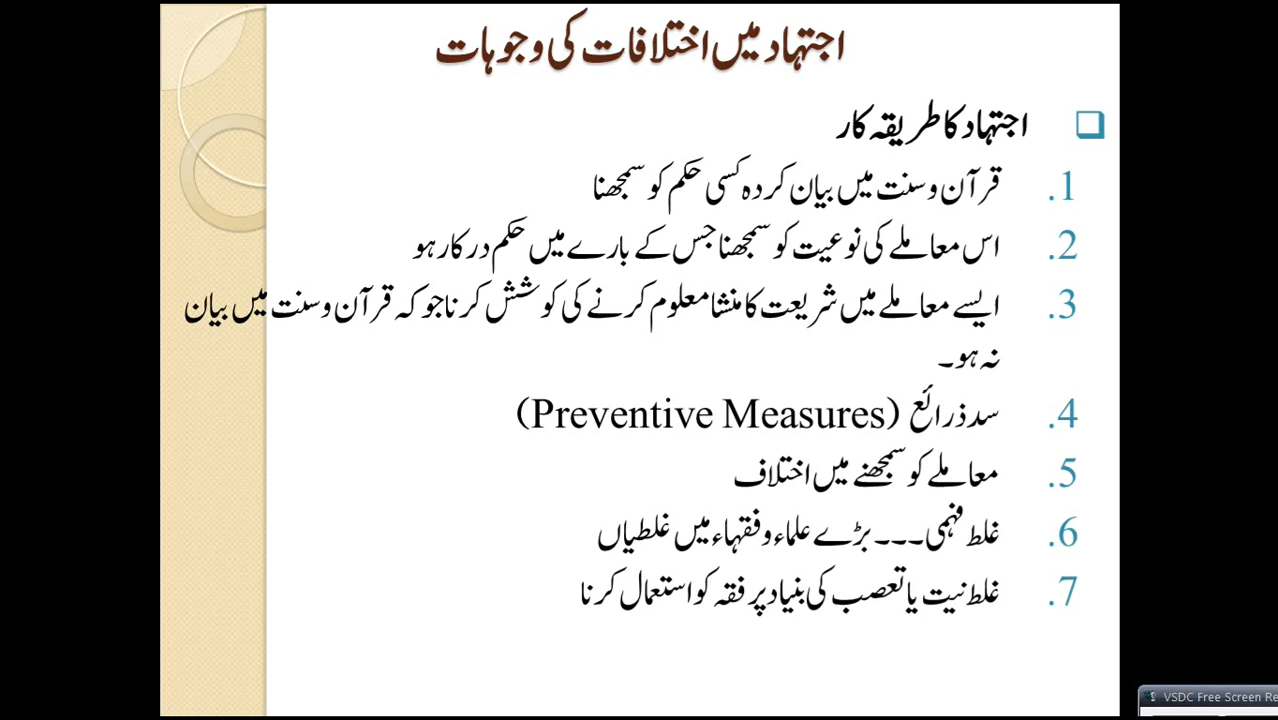 اجتہاد میں اختلافات کی وجوہات
❑ اجتہاد کا طریقہ کار
1. قرآن و سنت میں بیان کردہ کسی حکم کو سمجھنا
2. اس معاملے کی نوعیت کو سمجھنا جس کے بارے میں حکم درکار ہو
3. ایسے معاملے میں شریعت کا منشا معلوم کرنے کی کوشش کرنا جو کہ قرآن و سنت میں بیان
نہ ہو۔
4. سد ذرائع (Preventive Measures)
5. معاملے کو سمجھنے میں اختلاف
6. غلط فہمی۔۔۔ بڑے علماء و فقہاء میں غلطیاں
7. غلط نیت یا تعصب کی بنیاد پر فقہ کو استعمال کرنا
VSDC Free Screen Re